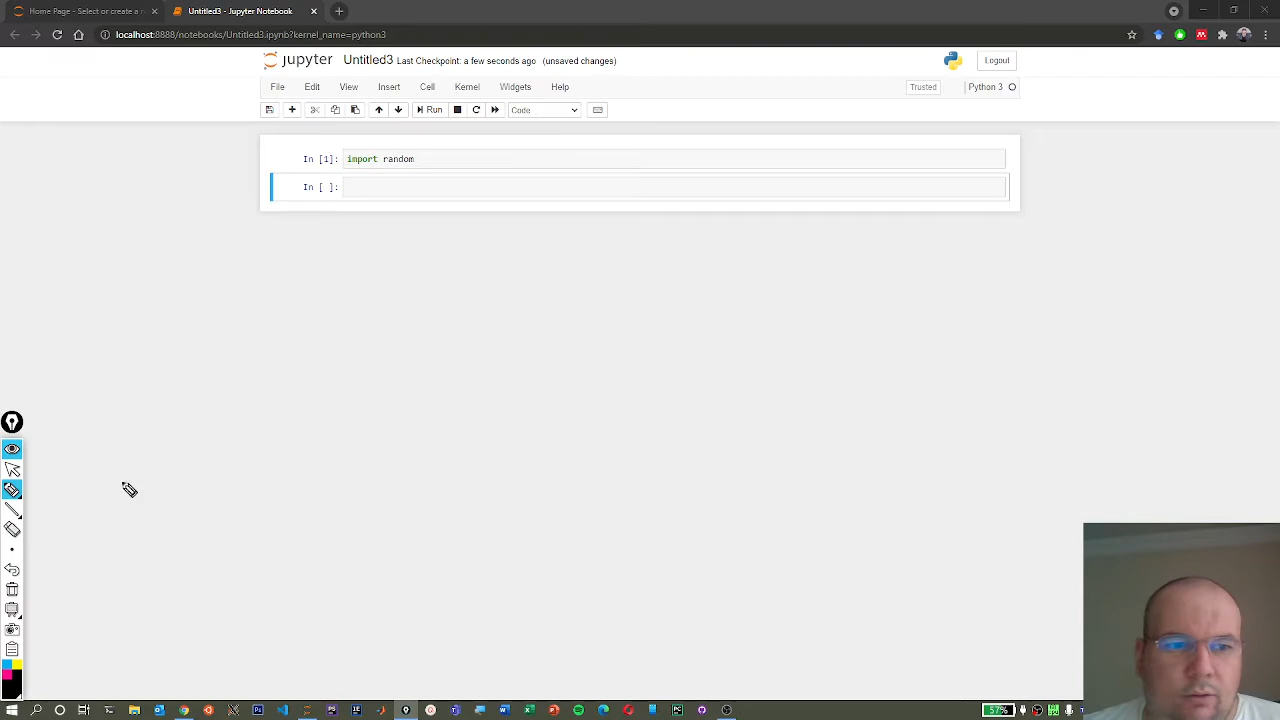 Home Page - Select or create a n
Untitled3 - Jupyter Notebook
localhost:8888/notebooks/Untitled3.ipynb?kernel_name=python3
jupyter Untitled3 Last Checkpoint: a few seconds ago (unsaved changes)
Logout
File Edit View Insert Cell Kernel Widgets Help
Trusted Python 3
Run Code
In [1]: import random
In [ ]:
57%